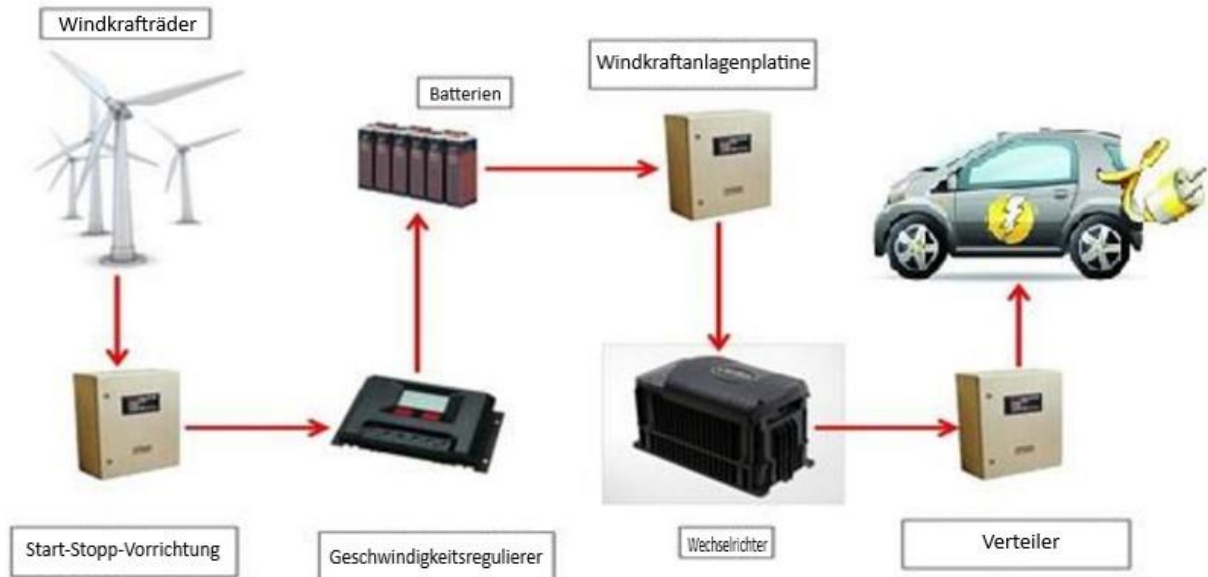 Windkrafträder
Batterien
Windkraftanlagenplatine
Start-Stopp-Vorrichtung
Geschwindigkeitsregulierer
Wechselrichter
Verteiler